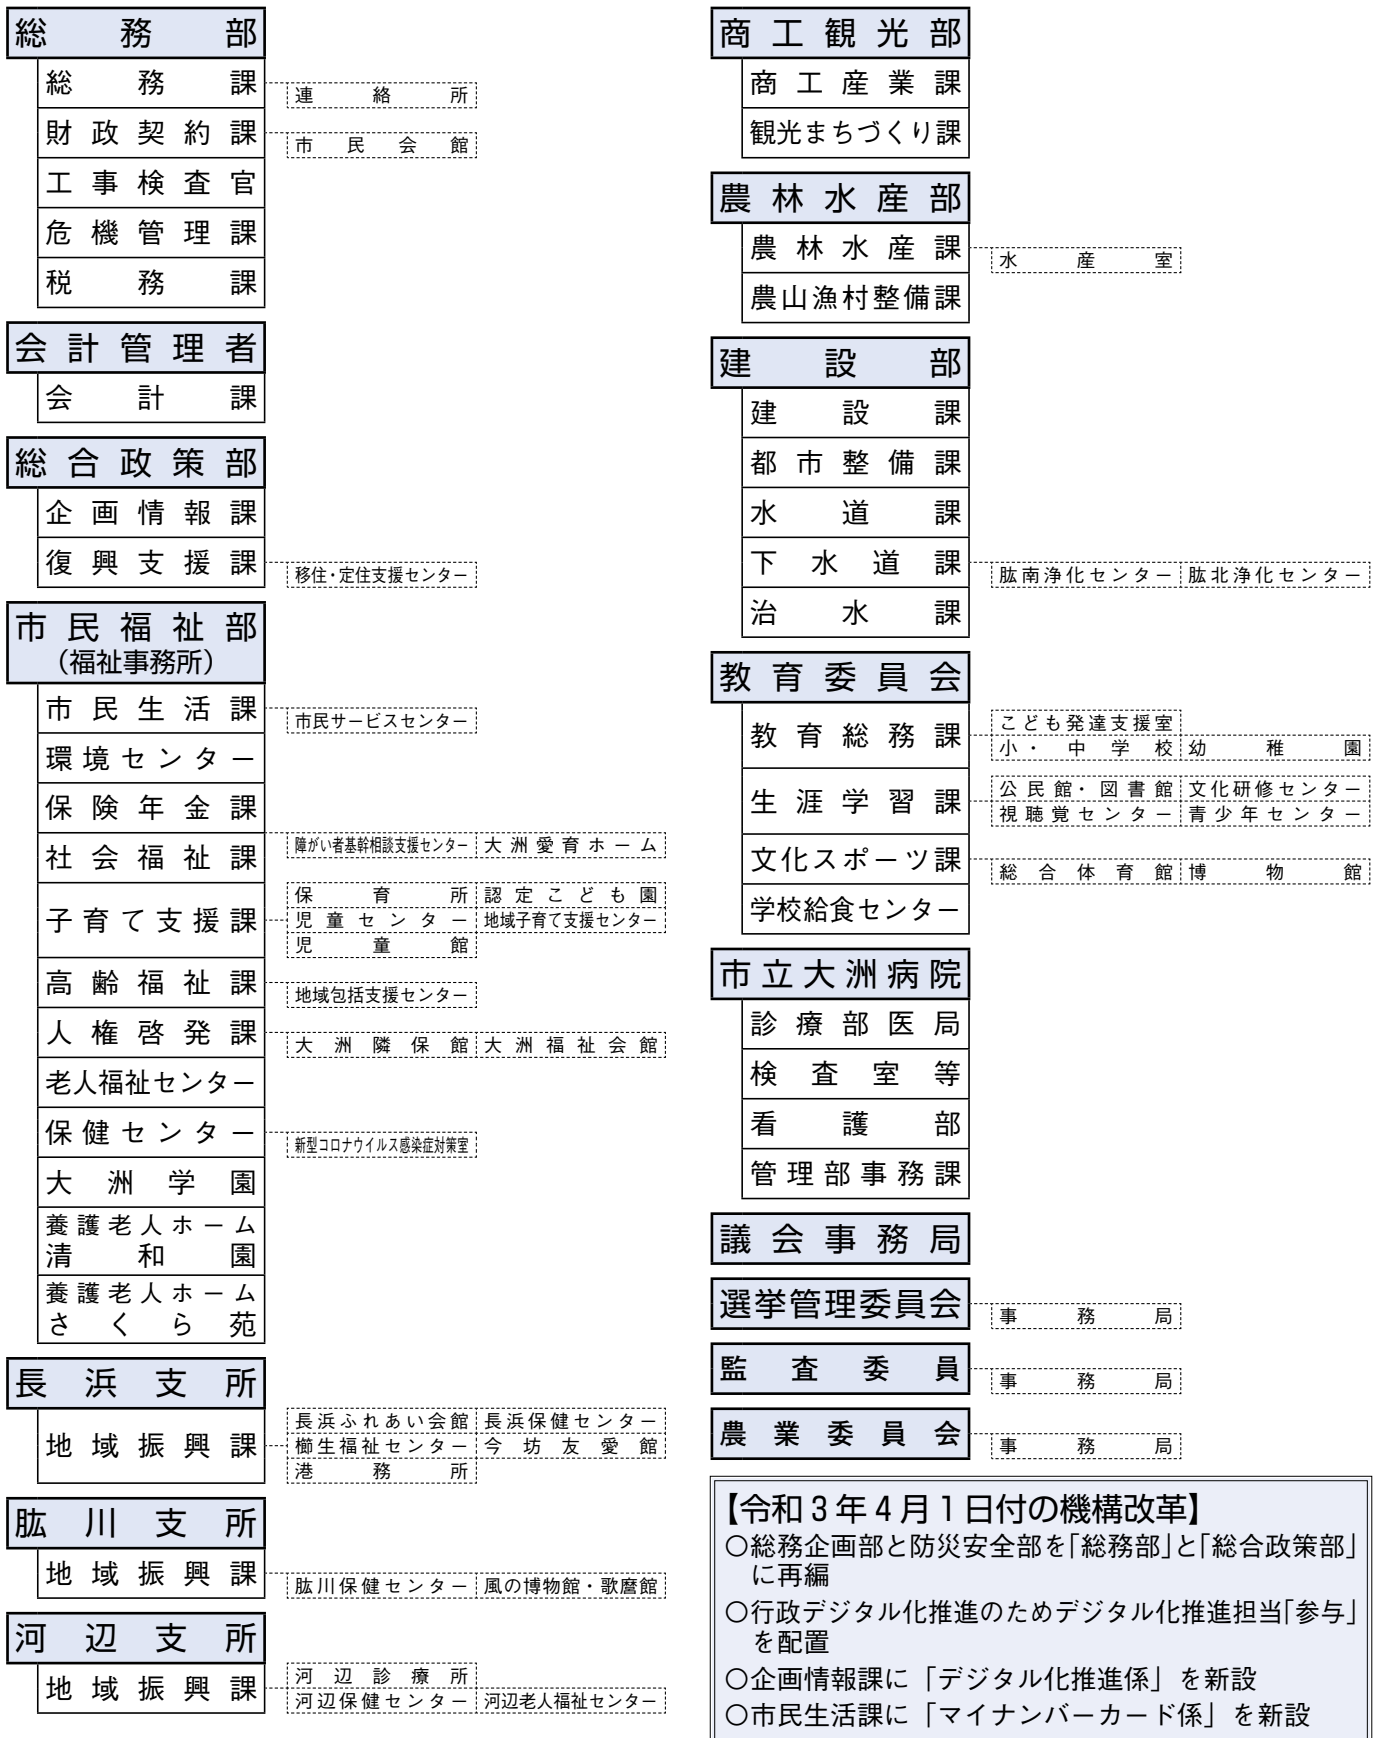 総務部
総務課
連絡所
財政契約課
市民会館
工事検査官
危機管理課
税務課
会計管理者
会計課
総合政策部
企画情報課
復興支援課
移住・定住支援センター
市民福祉部
（福祉事務所）
市民生活課
市民サービスセンター
環境センター
保険年金課
社会福祉課
障がい者基幹相談支援センター 大洲愛育ホーム
子育て支援課
保育所 認定こども園
児童センター 地域子育て支援センター
児童館
高齢福祉課
地域包括支援センター
人権啓発課
大洲隣保館 大洲福祉会館
老人福祉センター
保健センター
新型コロナウイルス感染症対策室
大洲学園
養護老人ホーム
清和園
養護老人ホーム
さくら苑
長浜支所
地域振興課
長浜ふれあい会館 長浜保健センター
櫛生福祉センター 今坊友愛館
港務所
肱川支所
地域振興課
肱川保健センター 風の博物館・歌麿館
河辺支所
地域振興課
河辺診療所
河辺保健センター 河辺老人福祉センター
商工観光部
商工産業課
観光まちづくり課
農林水産部
農林水産課
水産室
農山漁村整備課
建設部
建設課
都市整備課
水道課
下水道課
肱南浄化センター 肱北浄化センター
治水課
教育委員会
教育総務課
こども発達支援室
小・中学校 幼稚園
生涯学習課
公民館・図書館 文化研修センター
視聴覚センター 青少年センター
文化スポーツ課
総合体育館 博物館
学校給食センター
市立大洲病院
診療部医局
検査室等
看護部
管理部事務課
議会事務局
選挙管理委員会
事務局
監査委員
事務局
農業委員会
事務局
【令和3年4月1日付の機構改革】
○総務企画部と防災安全部を「総務部」と「総合政策部」
に再編
○行政デジタル化推進のためデジタル化推進担当「参与」
を配置
○企画情報課に「デジタル化推進係」を新設
○市民生活課に「マイナンバーカード係」を新設